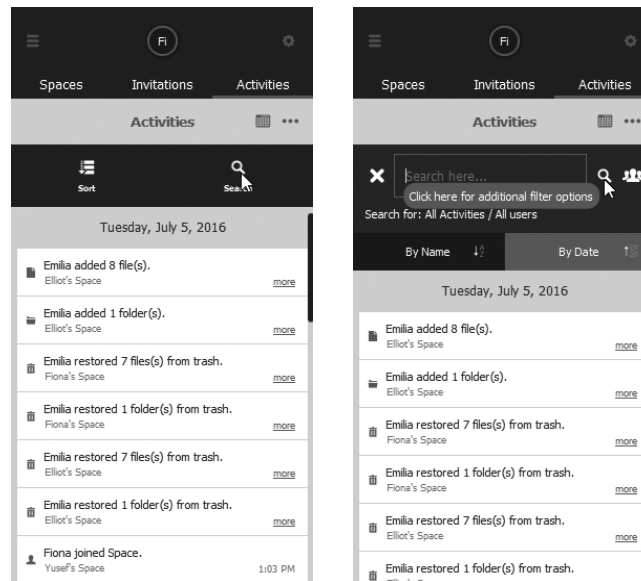 Fi
Spaces Invitations Activities
Activities
Sort Search
Tuesday, July 5, 2016
Emilia added 8 file(s).
Elliot's Space more
Emilia added 1 folder(s).
Elliot's Space more
Emilia restored 7 files(s) from trash.
Fiona's Space more
Emilia restored 1 folder(s) from trash.
Fiona's Space more
Emilia restored 7 files(s) from trash.
Elliot's Space more
Emilia restored 1 folder(s) from trash.
Elliot's Space more
Fiona joined Space.
Yusef's Space 1:03 PM
Fi
Spaces Invitations Activities
Activities
Search here...
Click here for additional filter options
Search for: All Activities / All users
By Name By Date
Tuesday, July 5, 2016
Emilia added 8 file(s).
Elliot's Space more
Emilia added 1 folder(s).
Elliot's Space more
Emilia restored 7 files(s) from trash.
Fiona's Space more
Emilia restored 1 folder(s) from trash.
Fiona's Space more
Emilia restored 7 files(s) from trash.
Elliot's Space more
Emilia restored 1 folder(s) from trash.